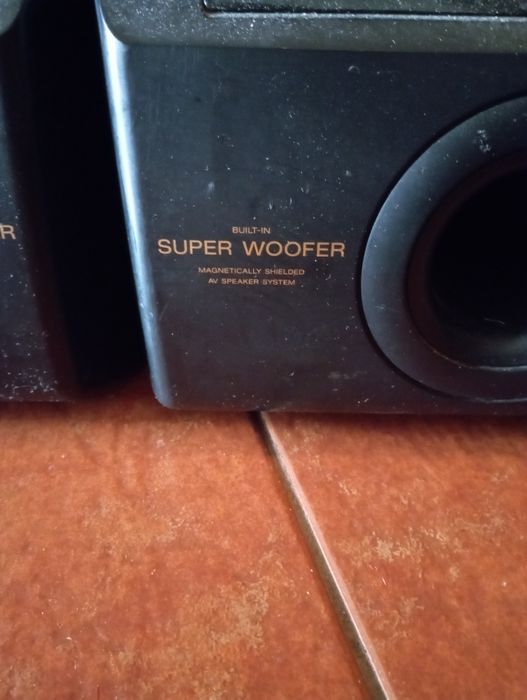 BUILT-IN
SUPER WOOFER
MAGNETICALLY SHIELDED
AV SPEAKER SYSTEM
R